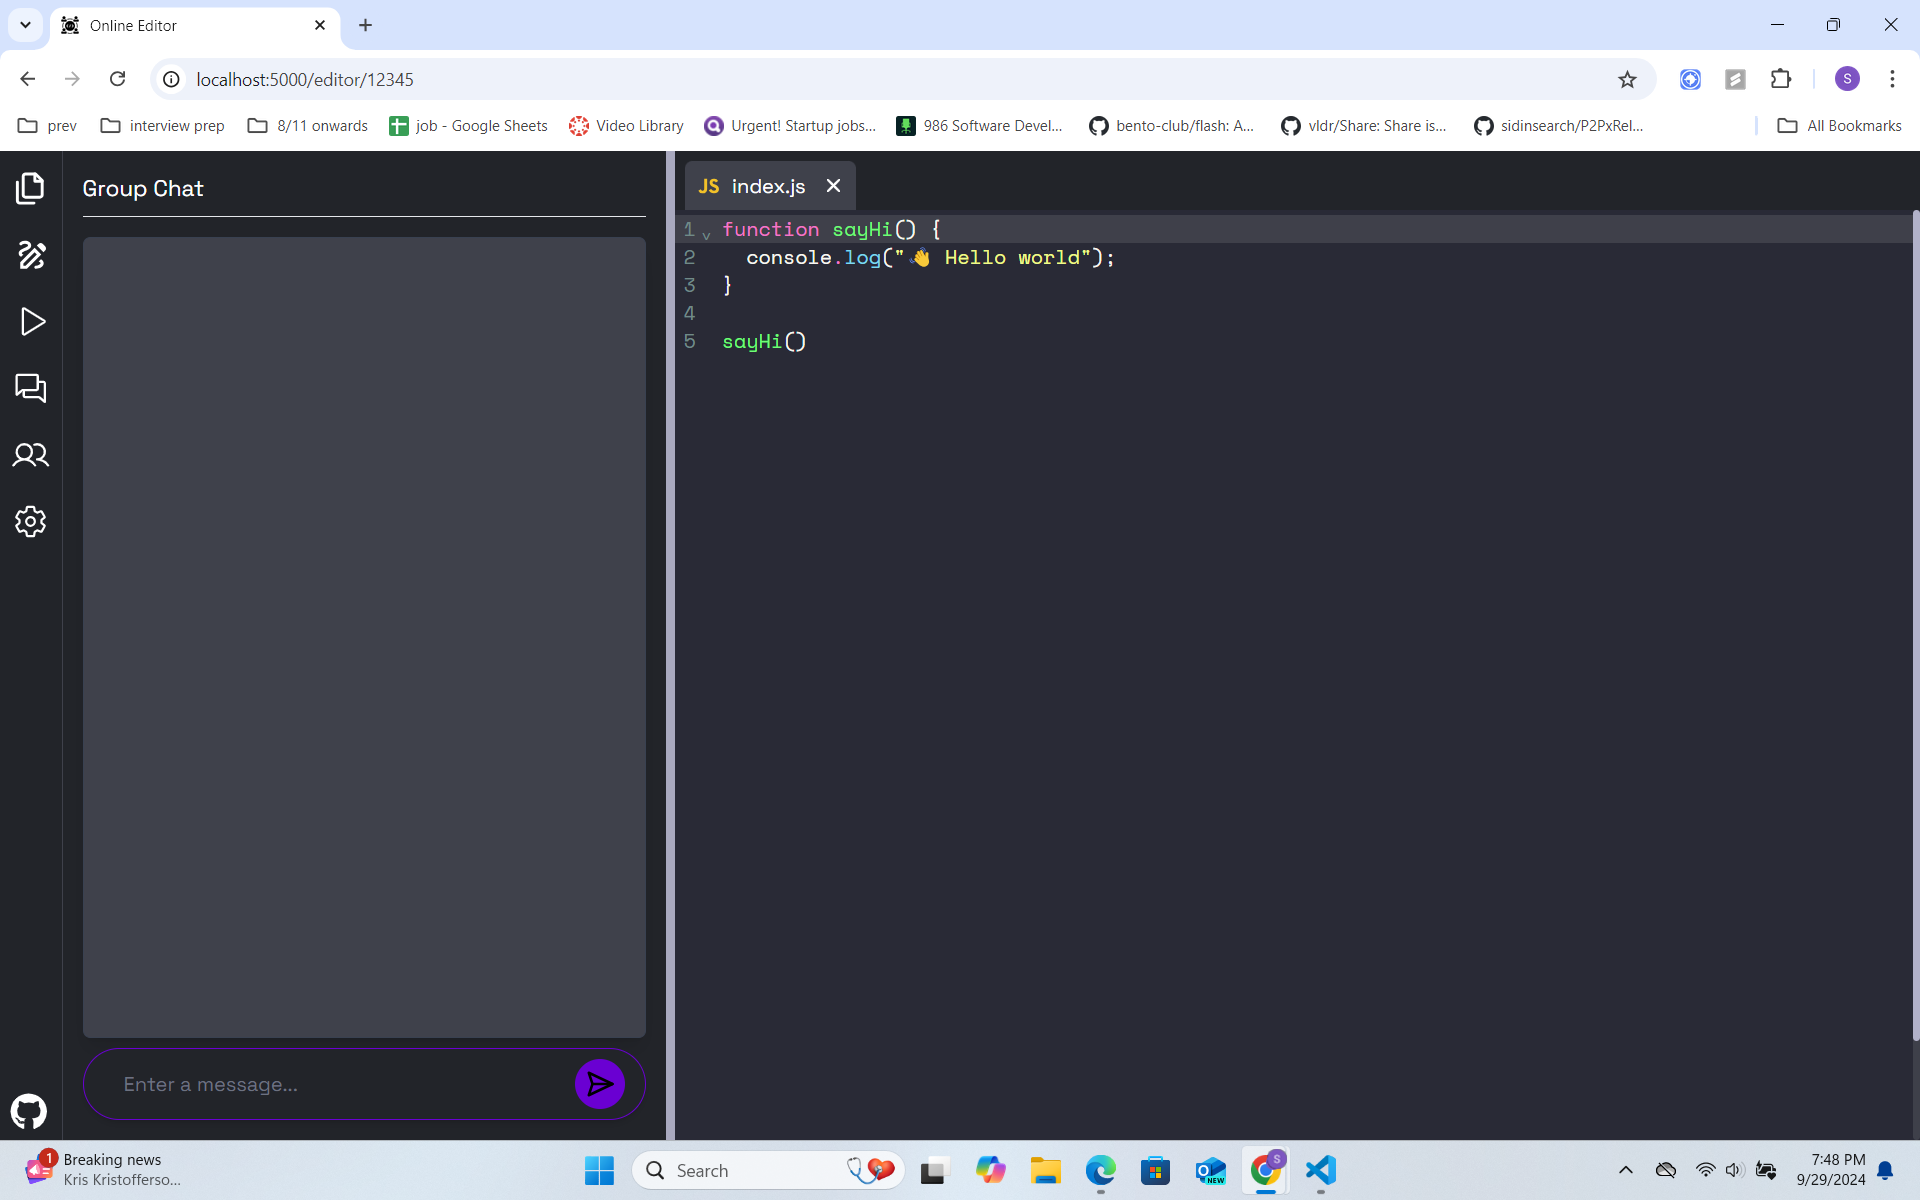 Online Editor
localhost:5000/editor/12345
S
prev
interview prep
8/11 onwards
job - Google Sheets
Video Library
Urgent! Startup jobs...
986 Software Devel...
bento-club/flash: A...
vldr/Share: Share is...
sidinsearch/P2PxRel...
All Bookmarks
Group Chat
JS index.js
1 function sayHi() {
2 console.log("👋 Hello world");
3 }
4
5 sayHi()
Enter a message...
1
Breaking news
Kris Kristofferso...
Search
NEW
S
7:48 PM
9/29/2024